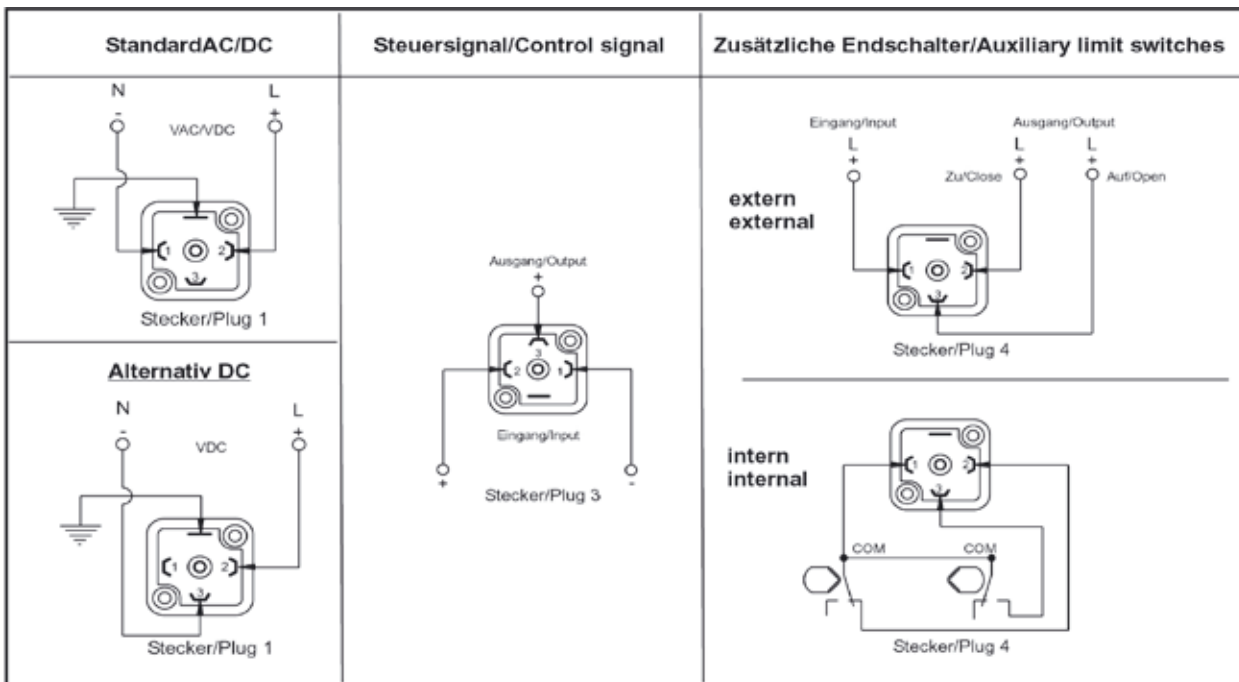 StandardAC/DC
N L
- +
VAC/VDC
1 2
3
Stecker/Plug 1
Alternativ DC
N L
- +
VDC
1 2
3
Stecker/Plug 1
Steuersignal/Control signal
Ausgang/Output
+
3
2 1
Eingang/Input
+ -
Stecker/Plug 3
Zusätzliche Endschalter/Auxiliary limit switches
Eingang/Input Ausgang/Output
L L L
+ + +
Zu/Close Auf/Open
extern
external
1 2
3
Stecker/Plug 4
intern
internal
1 2
3
COM COM
Stecker/Plug 4